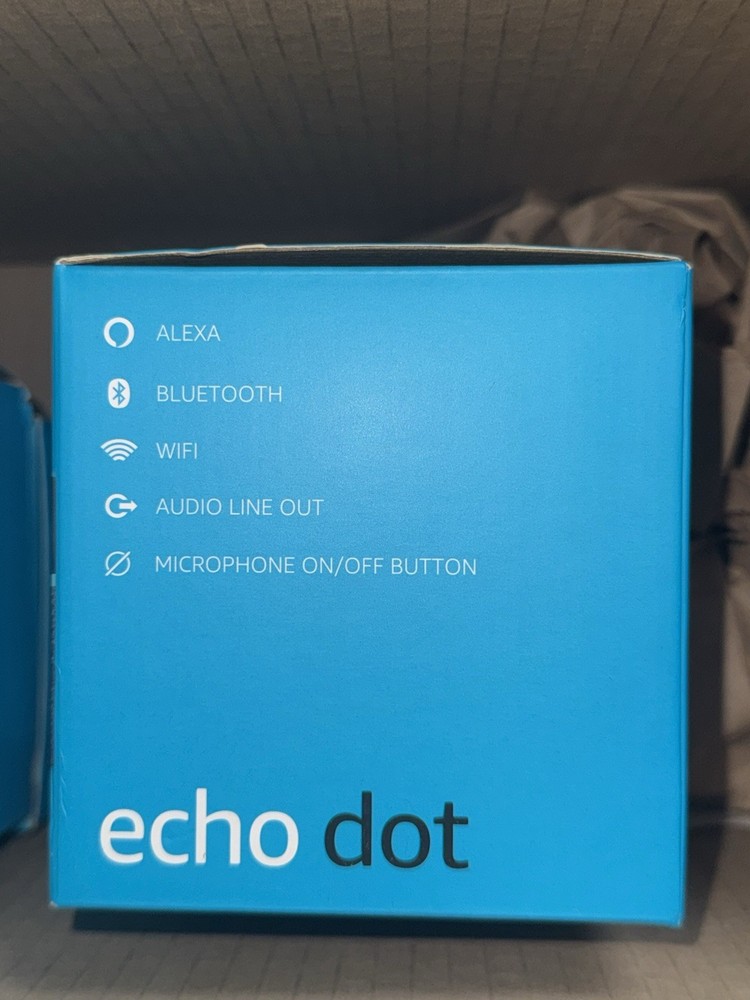 ALEXA
BLUETOOTH
WIFI
AUDIO LINE OUT
MICROPHONE ON/OFF BUTTON
echo dot